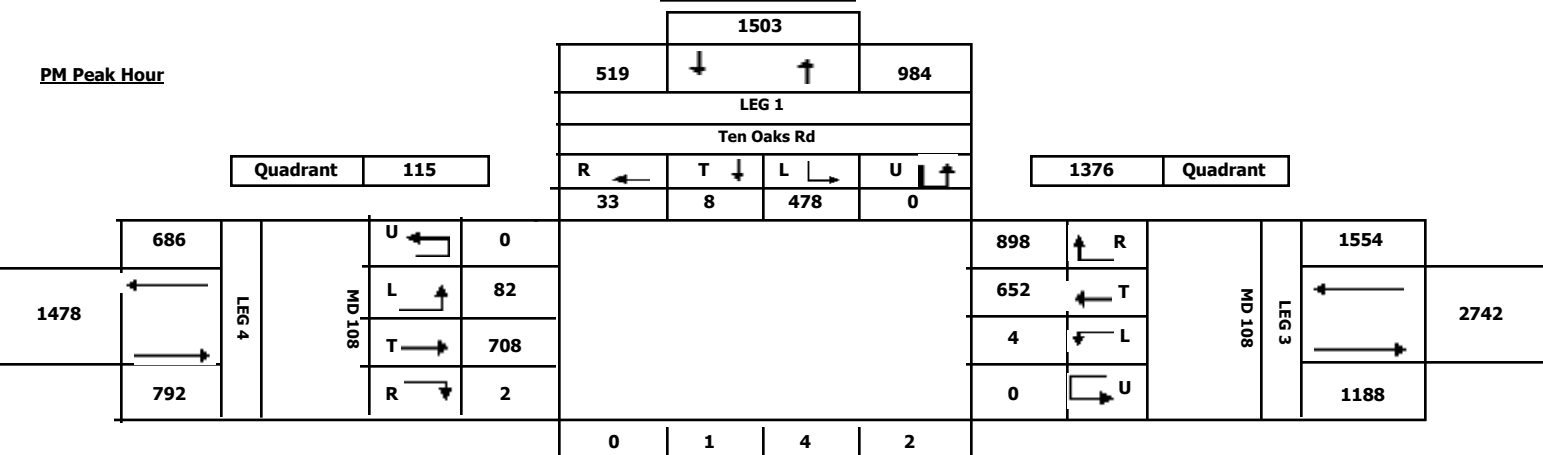 1503
PM Peak Hour
519 984
LEG 1
Ten Oaks Rd
Quadrant 115
R T L U
1376 Quadrant
33 8 478 0
686 U 0
898 R 1554
1478 LEG 4 MD 108 L 82
652 T MD 108 LEG 3 2742
T 708
4 L
792 R 2
0 U 1188
0 1 4 2